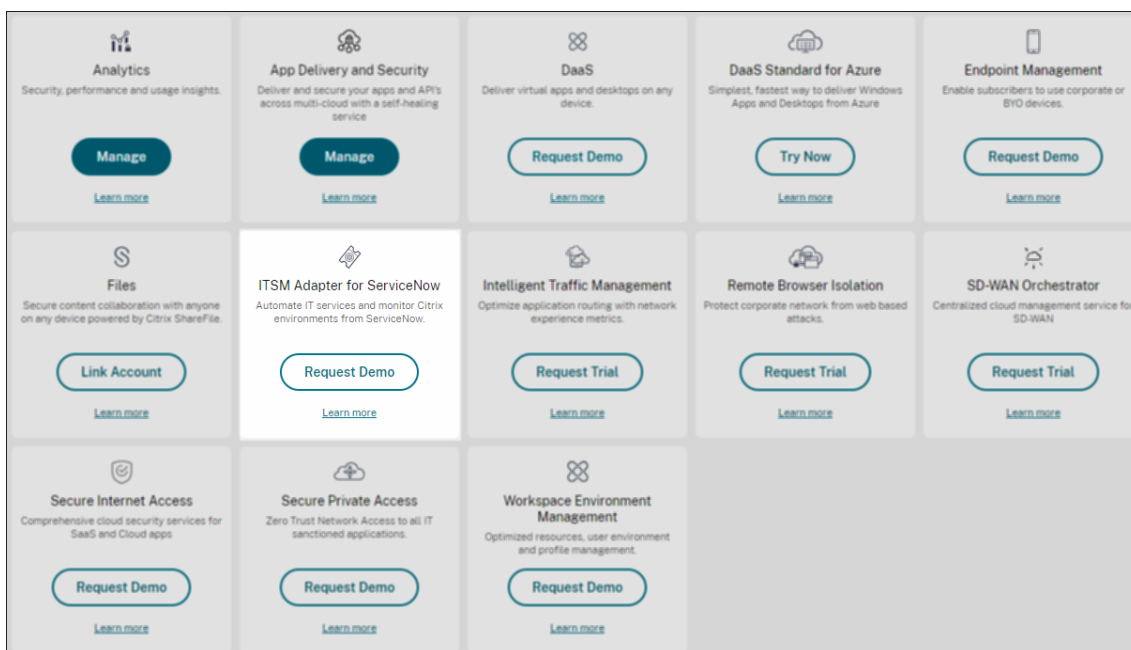 Analytics
Security, performance and usage insights.
Manage
Learn more
App Delivery and Security
Deliver and secure your apps and API's
across multi-cloud with a self-healing
service
Manage
Learn more
DaaS
Deliver virtual apps and desktops on any
device.
Request Demo
Learn more
DaaS Standard for Azure
Simplest, fastest way to deliver Windows
Apps and Desktops from Azure
Try Now
Learn more
Endpoint Management
Enable subscribers to use corporate or
BYO devices.
Request Demo
Learn more
Files
Secure content collaboration with anyone
on any device powered by Citrix ShareFile.
Link Account
Learn more
ITSM Adapter for ServiceNow
Automate IT services and monitor Citrix
environments from ServiceNow.
Request Demo
Learn more
Intelligent Traffic Management
Optimize application routing with network
experience metrics.
Request Trial
Learn more
Remote Browser Isolation
Protect corporate network from web based
attacks.
Request Trial
Learn more
SD-WAN Orchestrator
Centralized cloud management service for
SD-WAN
Request Trial
Learn more
Secure Internet Access
Comprehensive cloud security services for
SaaS and Cloud apps
Request Demo
Learn more
Secure Private Access
Zero Trust Network Access to all IT
sanctioned applications.
Request Demo
Learn more
Workspace Environment
Management
Optimized resources, user environment
and profile management.
Request Demo
Learn more